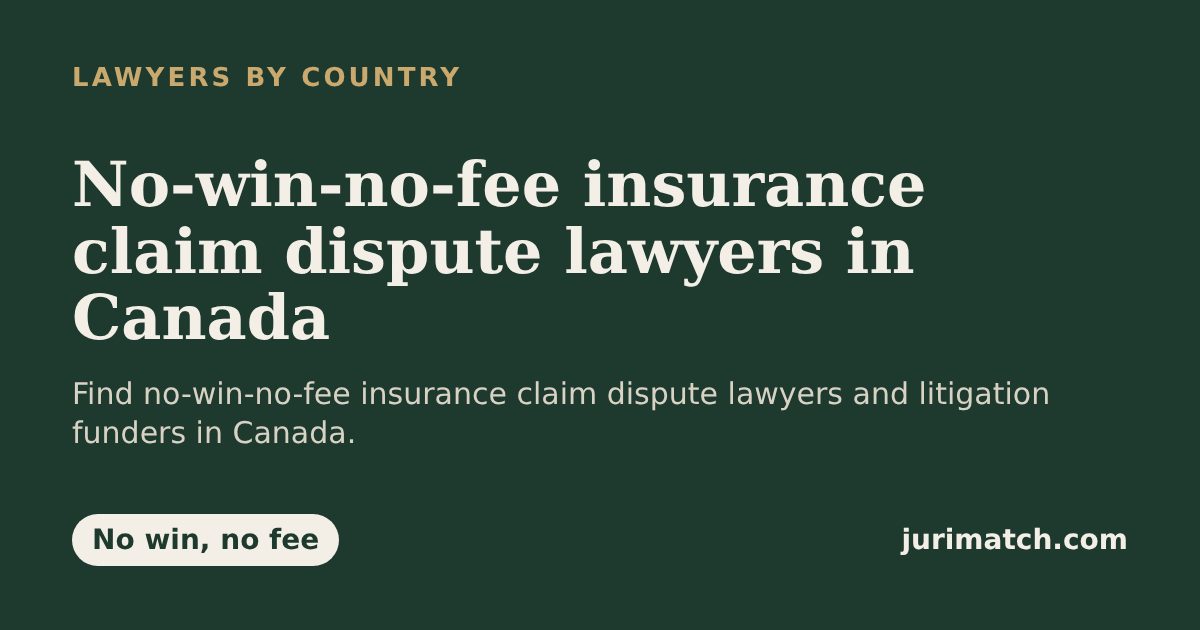 LAWYERS BY COUNTRY
No-win-no-fee insurance
claim dispute lawyers in
Canada
Find no-win-no-fee insurance claim dispute lawyers and litigation
funders in Canada.
No win, no fee
jurimatch.com